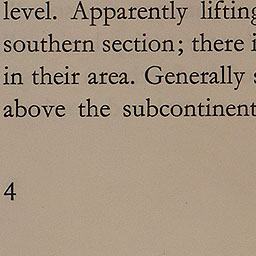 level. Apparently lifting
southern section; there i
in their area. Generally s
above the subcontinent
4